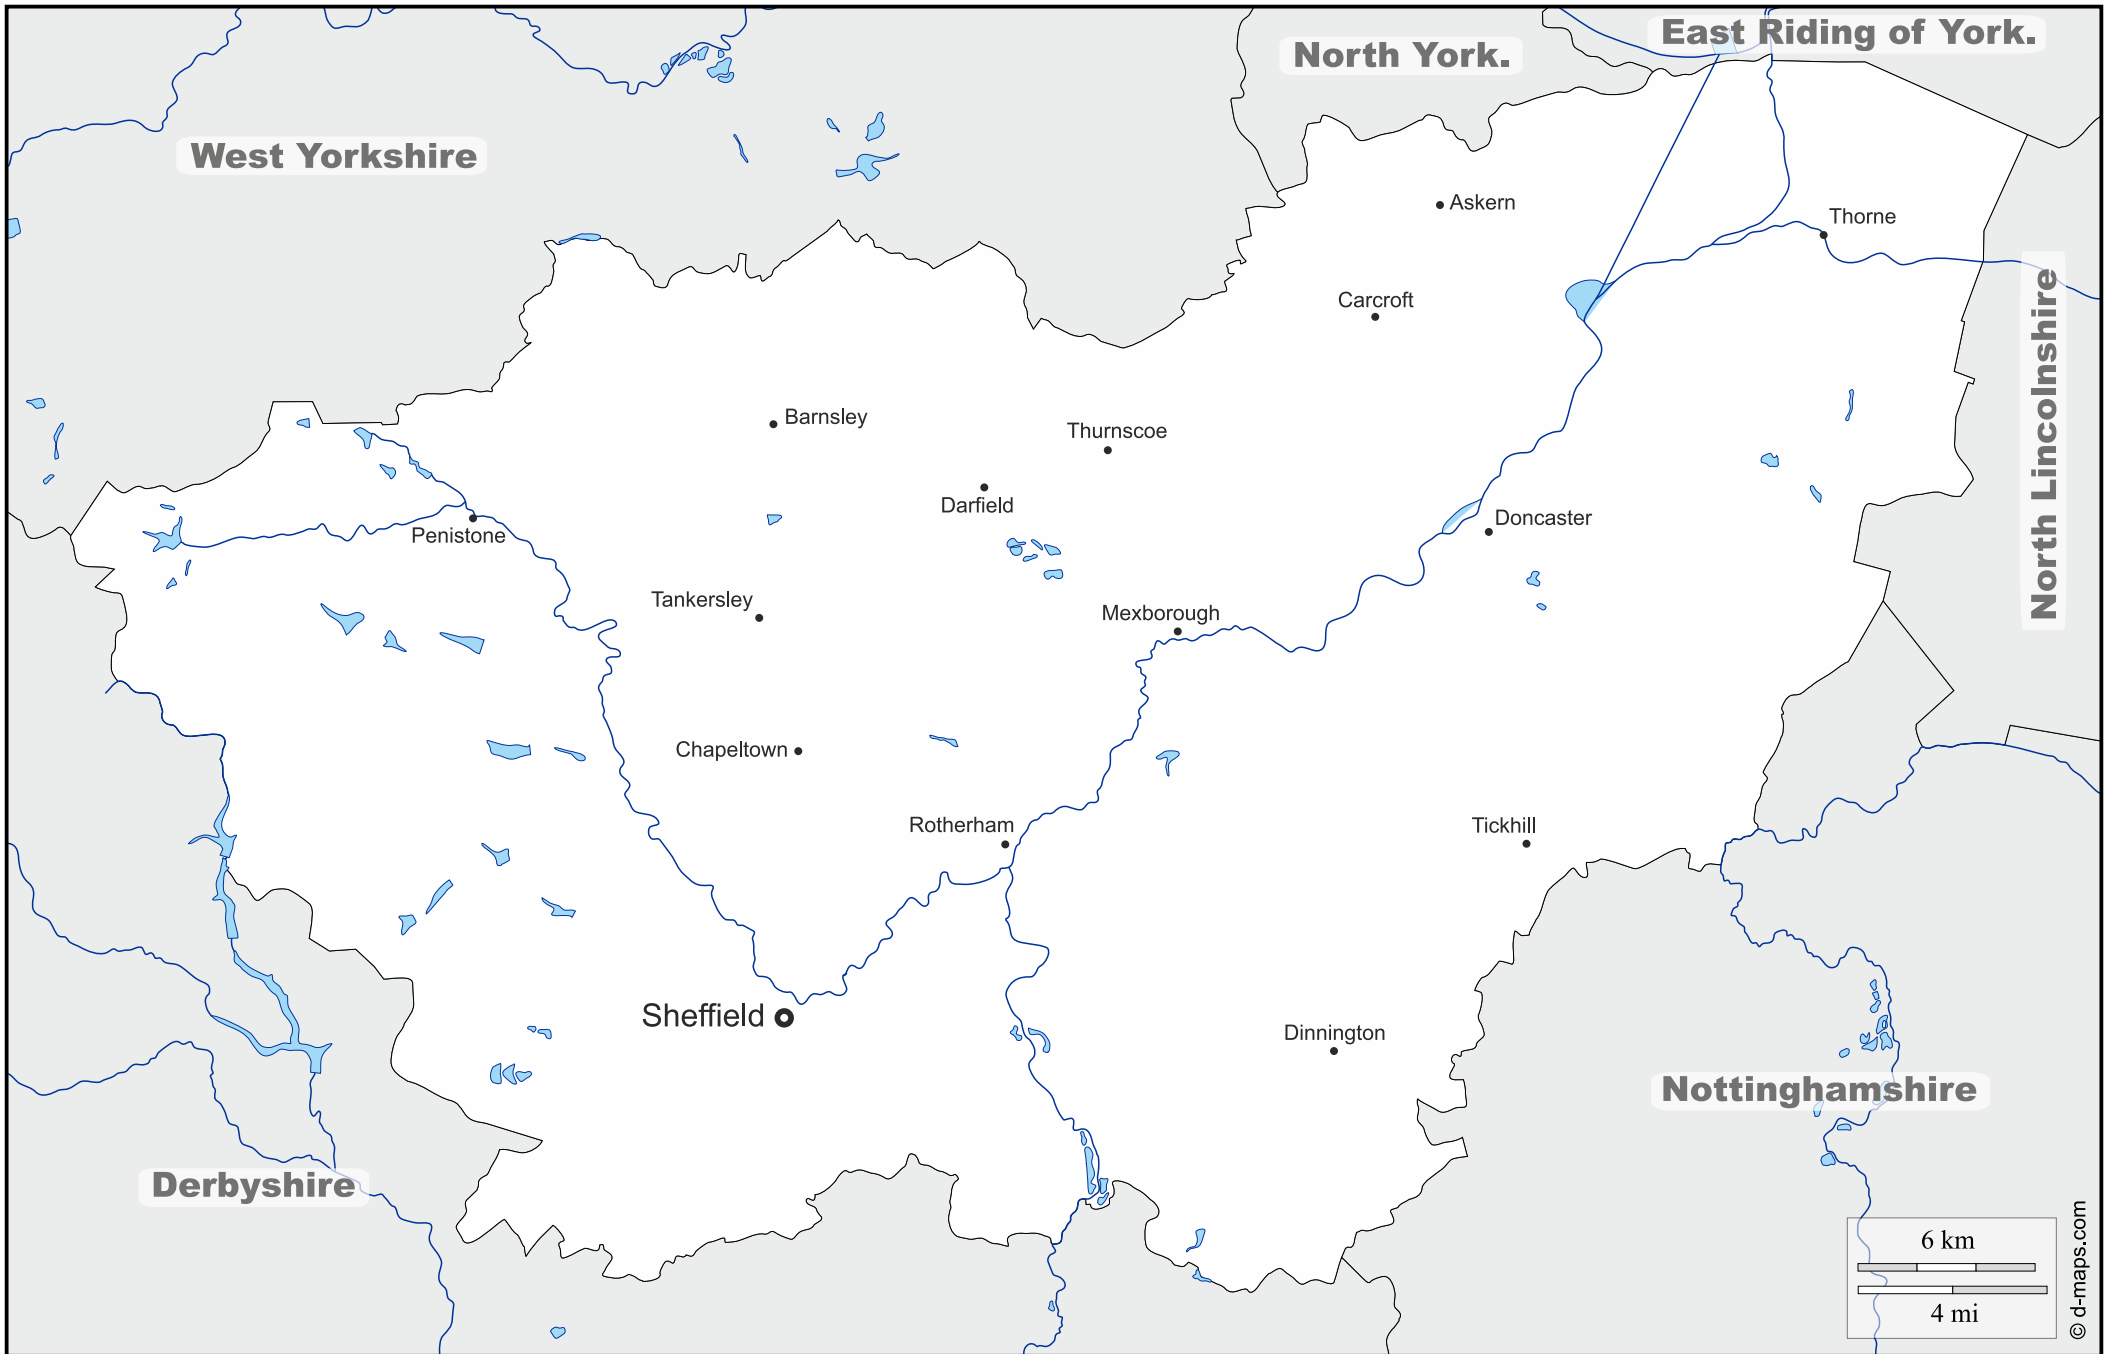 East Riding of York.
North York.
West Yorkshire
Askern
Thorne
Carcroft
North Lincolnshire
Barnsley
Thurnscoe
Darfield
Doncaster
Penistone
Tankersley
Mexborough
Chapeltown
Rotherham
Tickhill
Sheffield
Dinnington
Nottinghamshire
Derbyshire
6 km
4 mi
© d-maps.com